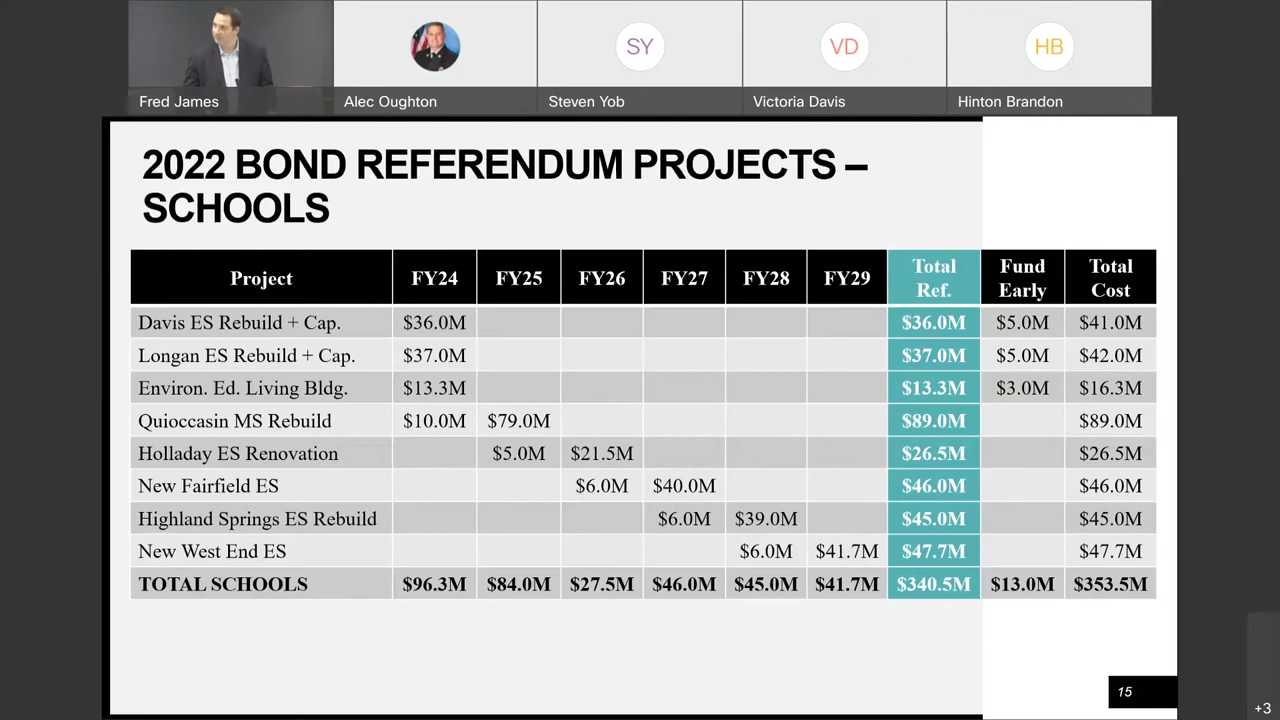 Fred James
Alec Oughton
SY
Steven Yob
VD
Victoria Davis
HB
Hinton Brandon
2022 BOND REFERENDUM PROJECTS –
SCHOOLS
Project FY24 FY25 FY26 FY27 FY28 FY29 Total Ref. Fund Early Total Cost
Davis ES Rebuild + Cap. $36.0M $36.0M $5.0M $41.0M
Longan ES Rebuild + Cap. $37.0M $37.0M $5.0M $42.0M
Environ. Ed. Living Bldg. $13.3M $13.3M $3.0M $16.3M
Quioccasin MS Rebuild $10.0M $79.0M $89.0M $89.0M
Holladay ES Renovation $5.0M $21.5M $26.5M $26.5M
New Fairfield ES $6.0M $40.0M $46.0M $46.0M
Highland Springs ES Rebuild $6.0M $39.0M $45.0M $45.0M
New West End ES $6.0M $41.7M $47.7M $47.7M
TOTAL SCHOOLS $96.3M $84.0M $27.5M $46.0M $45.0M $41.7M $340.5M $13.0M $353.5M
15
+3